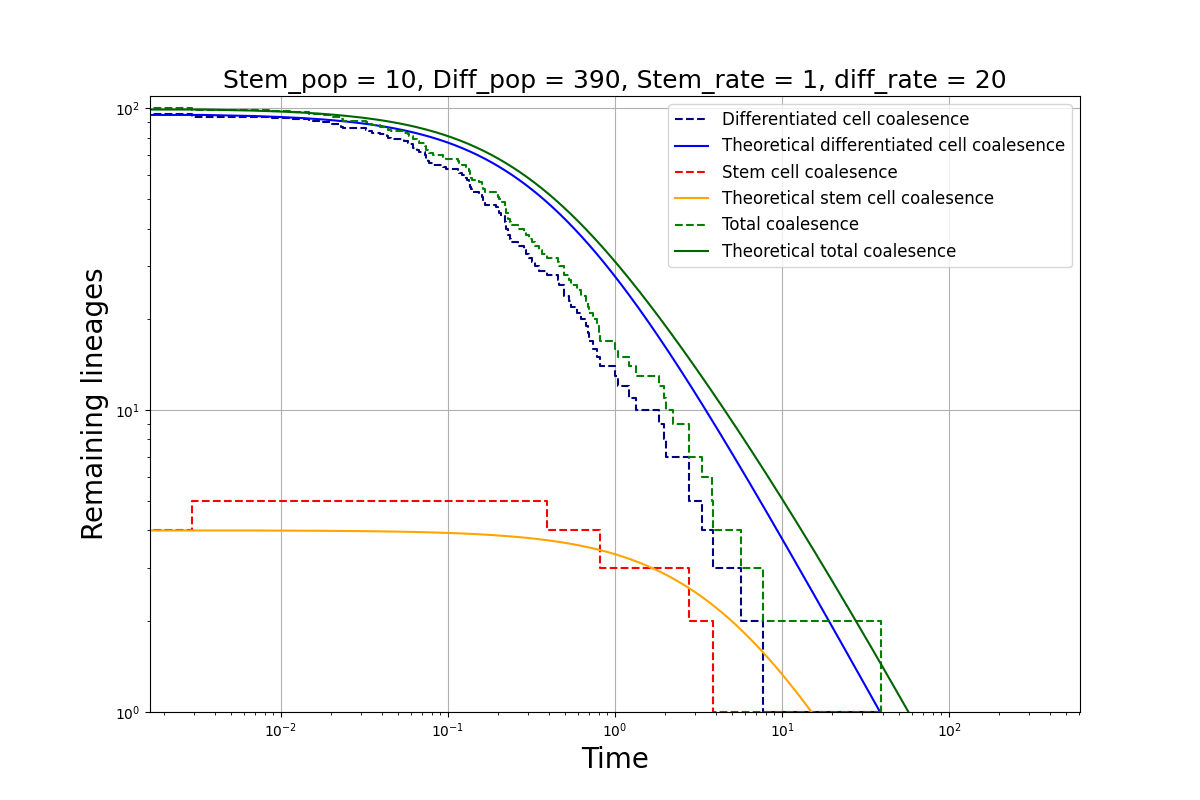 Stem_pop = 10, Diff_pop = 390, Stem_rate = 1, diff_rate = 20
Differentiated cell coalesence
Theoretical differentiated cell coalesence
Stem cell coalesence
Theoretical stem cell coalesence
Total coalesence
Theoretical total coalesence
Remaining lineages
10²
10¹
10⁰
10⁻²
10⁻¹
10⁰
10¹
10²
Time